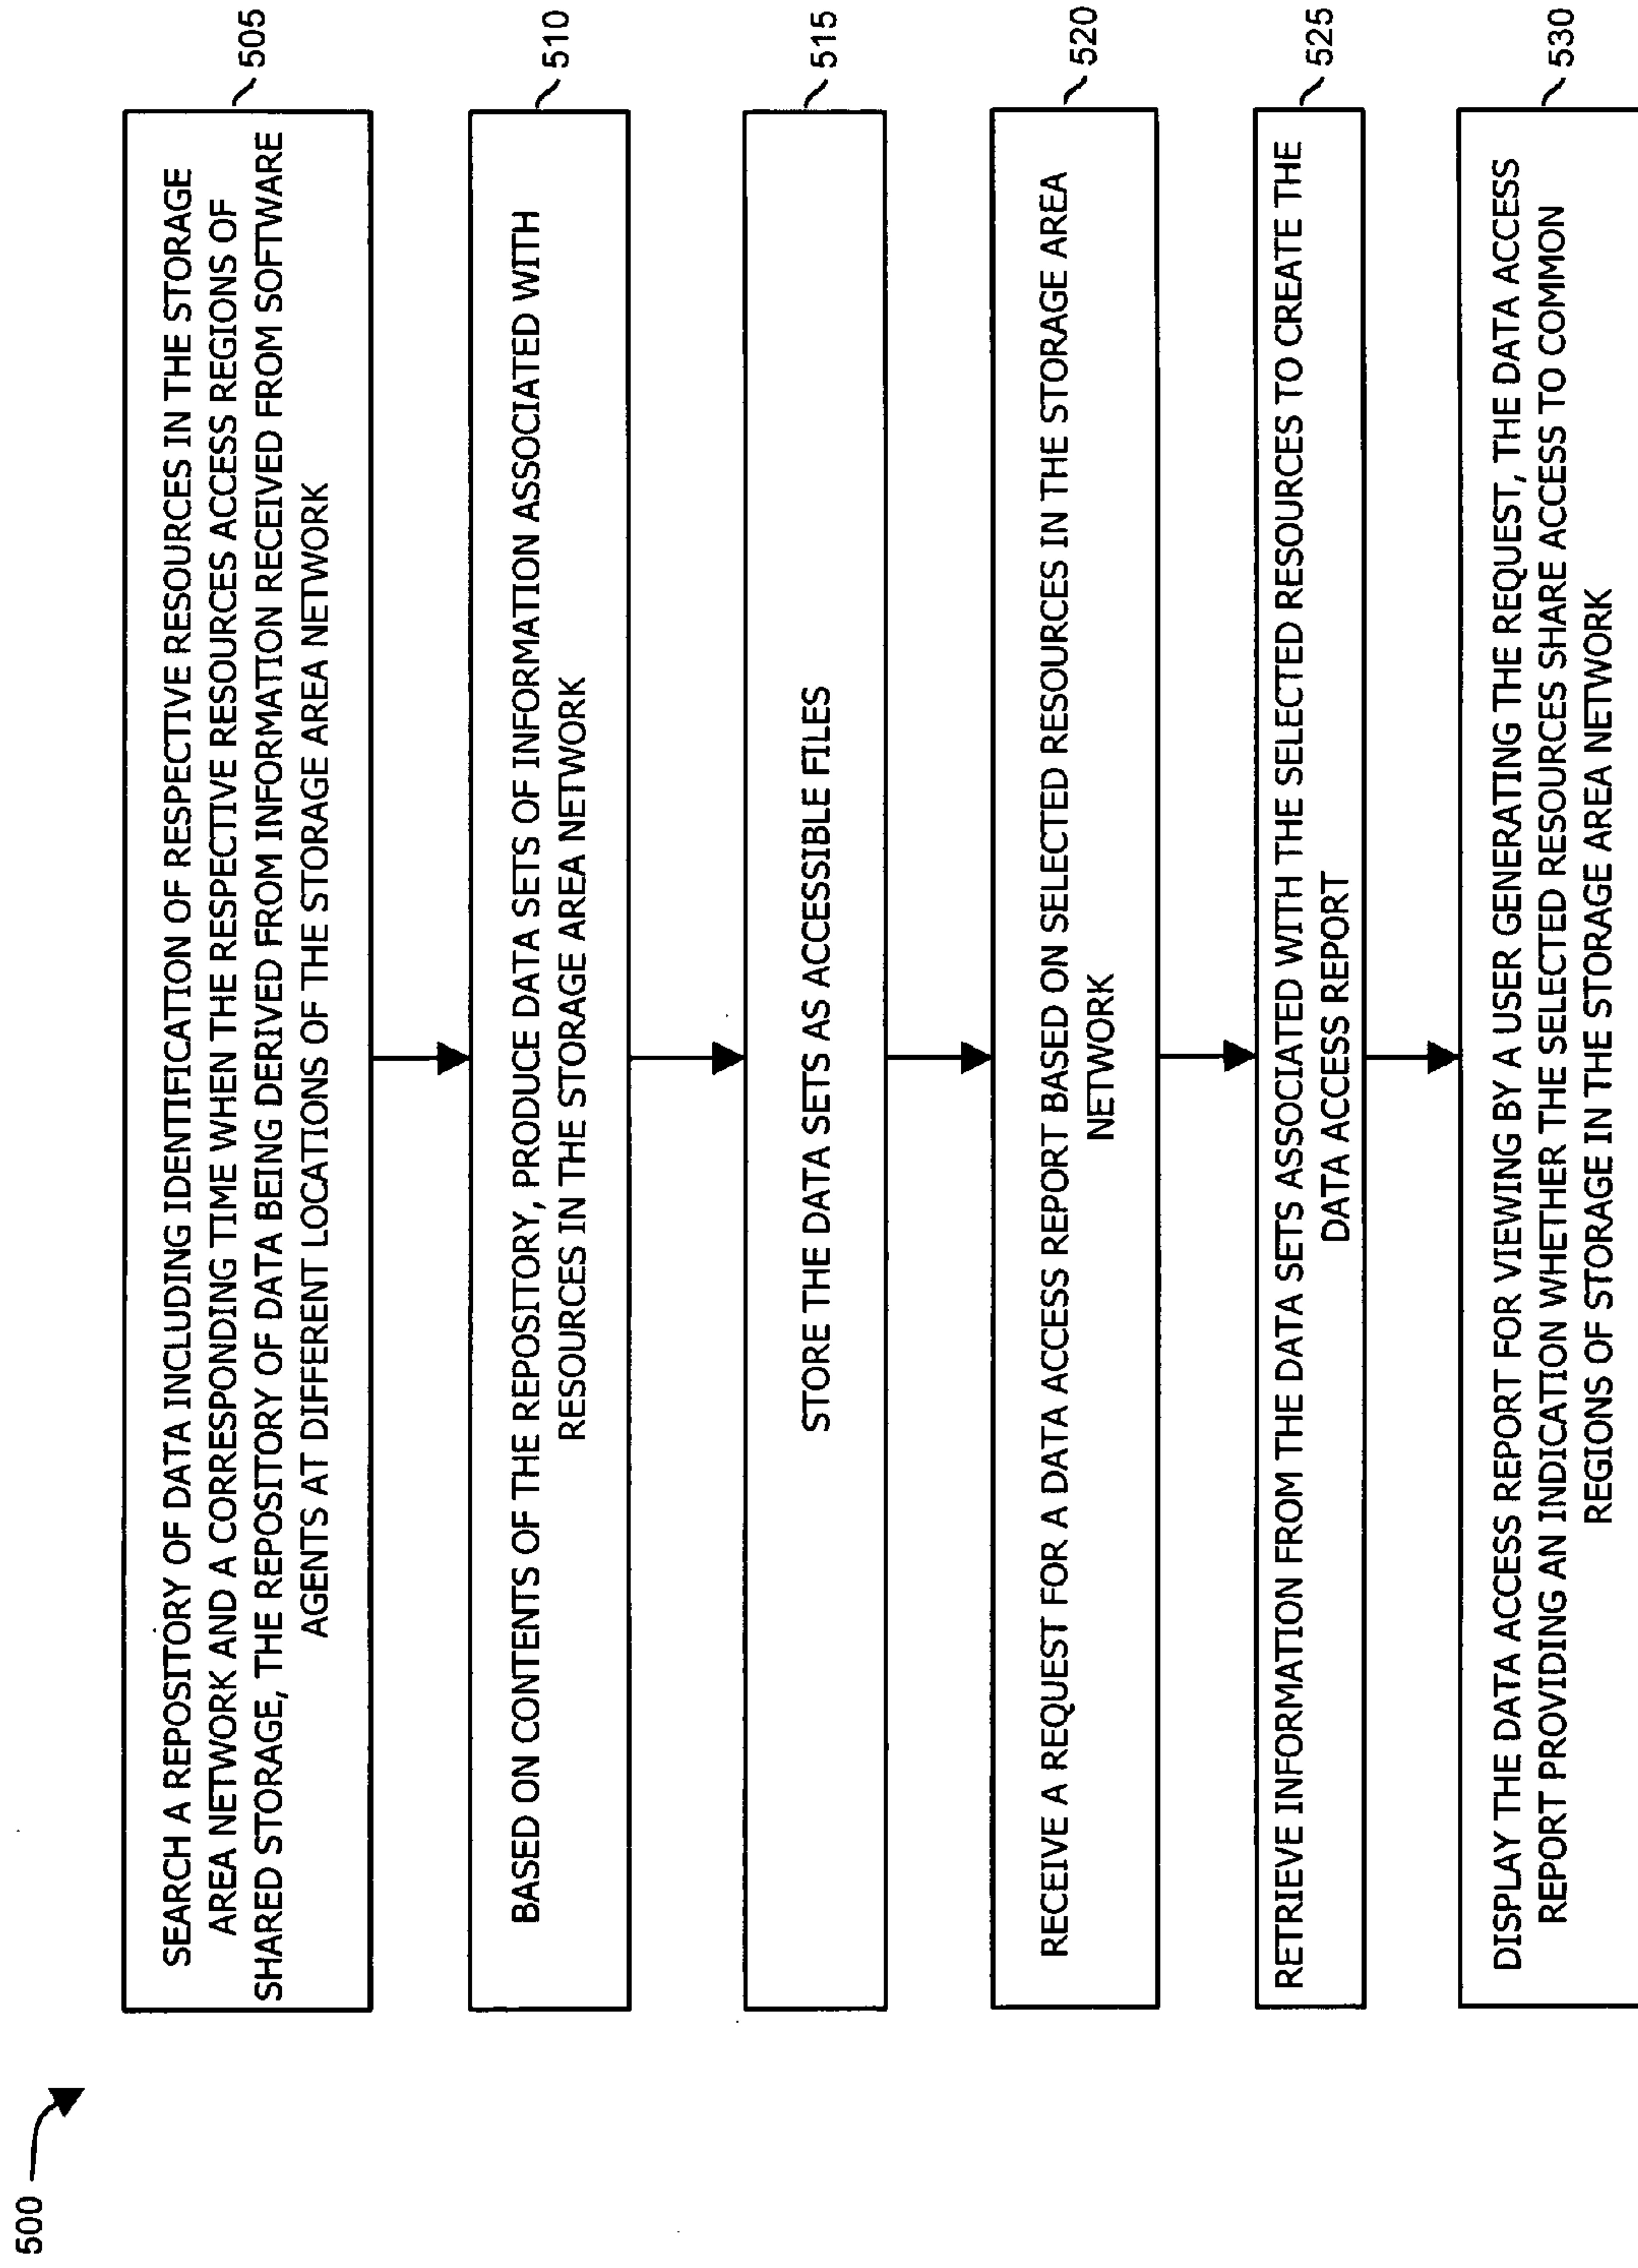 500
SEARCH A REPOSITORY OF DATA INCLUDING IDENTIFICATION OF RESPECTIVE RESOURCES IN THE STORAGE
AREA NETWORK AND A CORRESPONDING TIME WHEN THE RESPECTIVE RESOURCES ACCESS REGIONS OF
SHARED STORAGE, THE REPOSITORY OF DATA BEING DERIVED FROM INFORMATION RECEIVED FROM SOFTWARE
AGENTS AT DIFFERENT LOCATIONS OF THE STORAGE AREA NETWORK
505
BASED ON CONTENTS OF THE REPOSITORY, PRODUCE DATA SETS OF INFORMATION ASSOCIATED WITH
RESOURCES IN THE STORAGE AREA NETWORK
510
STORE THE DATA SETS AS ACCESSIBLE FILES
515
RECEIVE A REQUEST FOR A DATA ACCESS REPORT BASED ON SELECTED RESOURCES IN THE STORAGE AREA
NETWORK
520
RETRIEVE INFORMATION FROM THE DATA SETS ASSOCIATED WITH THE SELECTED RESOURCES TO CREATE THE
DATA ACCESS REPORT
525
DISPLAY THE DATA ACCESS REPORT FOR VIEWING BY A USER GENERATING THE REQUEST, THE DATA ACCESS
REPORT PROVIDING AN INDICATION WHETHER THE SELECTED RESOURCES SHARE ACCESS TO COMMON
REGIONS OF STORAGE IN THE STORAGE AREA NETWORK
530